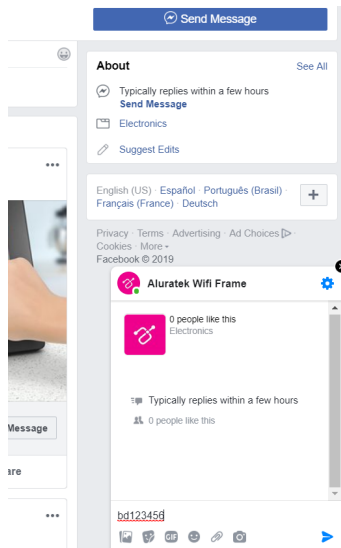 Send Message
About
See All
Typically replies within a few hours
Send Message
Electronics
Suggest Edits
English (US) · Español · Português (Brasil) ·
Français (France) · Deutsch
+
Privacy · Terms · Advertising · Ad Choices ·
Cookies · More
Facebook © 2019
Aluratek Wifi Frame
0 people like this
Electronics
Typically replies within a few hours
0 people like this
Message
are
bd123456
GIF